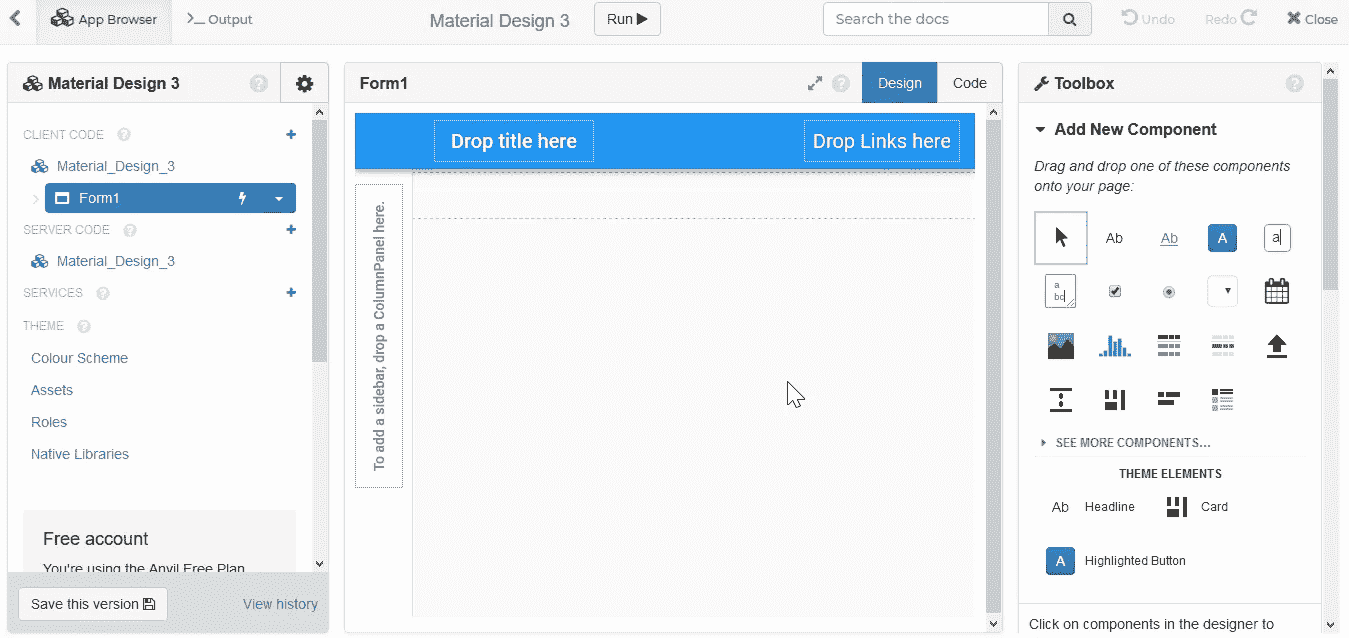 App Browser
Output
Material Design 3
Run
Search the docs
Undo
Redo
Close
Material Design 3
CLIENT CODE
Material_Design_3
Form1
SERVER CODE
Material_Design_3
SERVICES
THEME
Colour Scheme
Assets
Roles
Native Libraries
Free account
You're using the Anvil Free Plan
Save this version
View history
Form1
Design
Code
Drop title here
Drop Links here
To add a sidebar, drop a ColumnPanel here.
Toolbox
Add New Component
Drag and drop one of these components
onto your page:
Ab
Ab
A
a
a
bc
SEE MORE COMPONENTS...
THEME ELEMENTS
Ab Headline
Card
A Highlighted Button
Click on components in the designer to